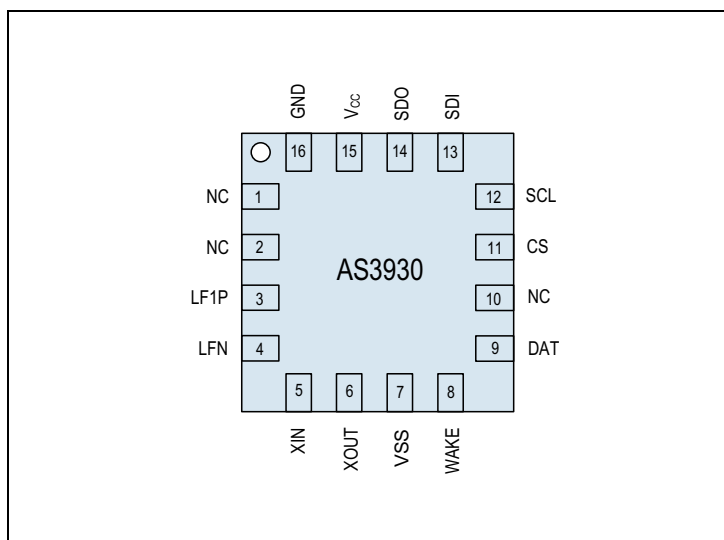 GND
Vcc
SDO
SDI
16
15
14
13
NC
1
12
SCL
NC
2
11
CS
AS3930
LF1P
3
10
NC
LFN
4
9
DAT
5
6
7
8
XIN
XOUT
VSS
WAKE